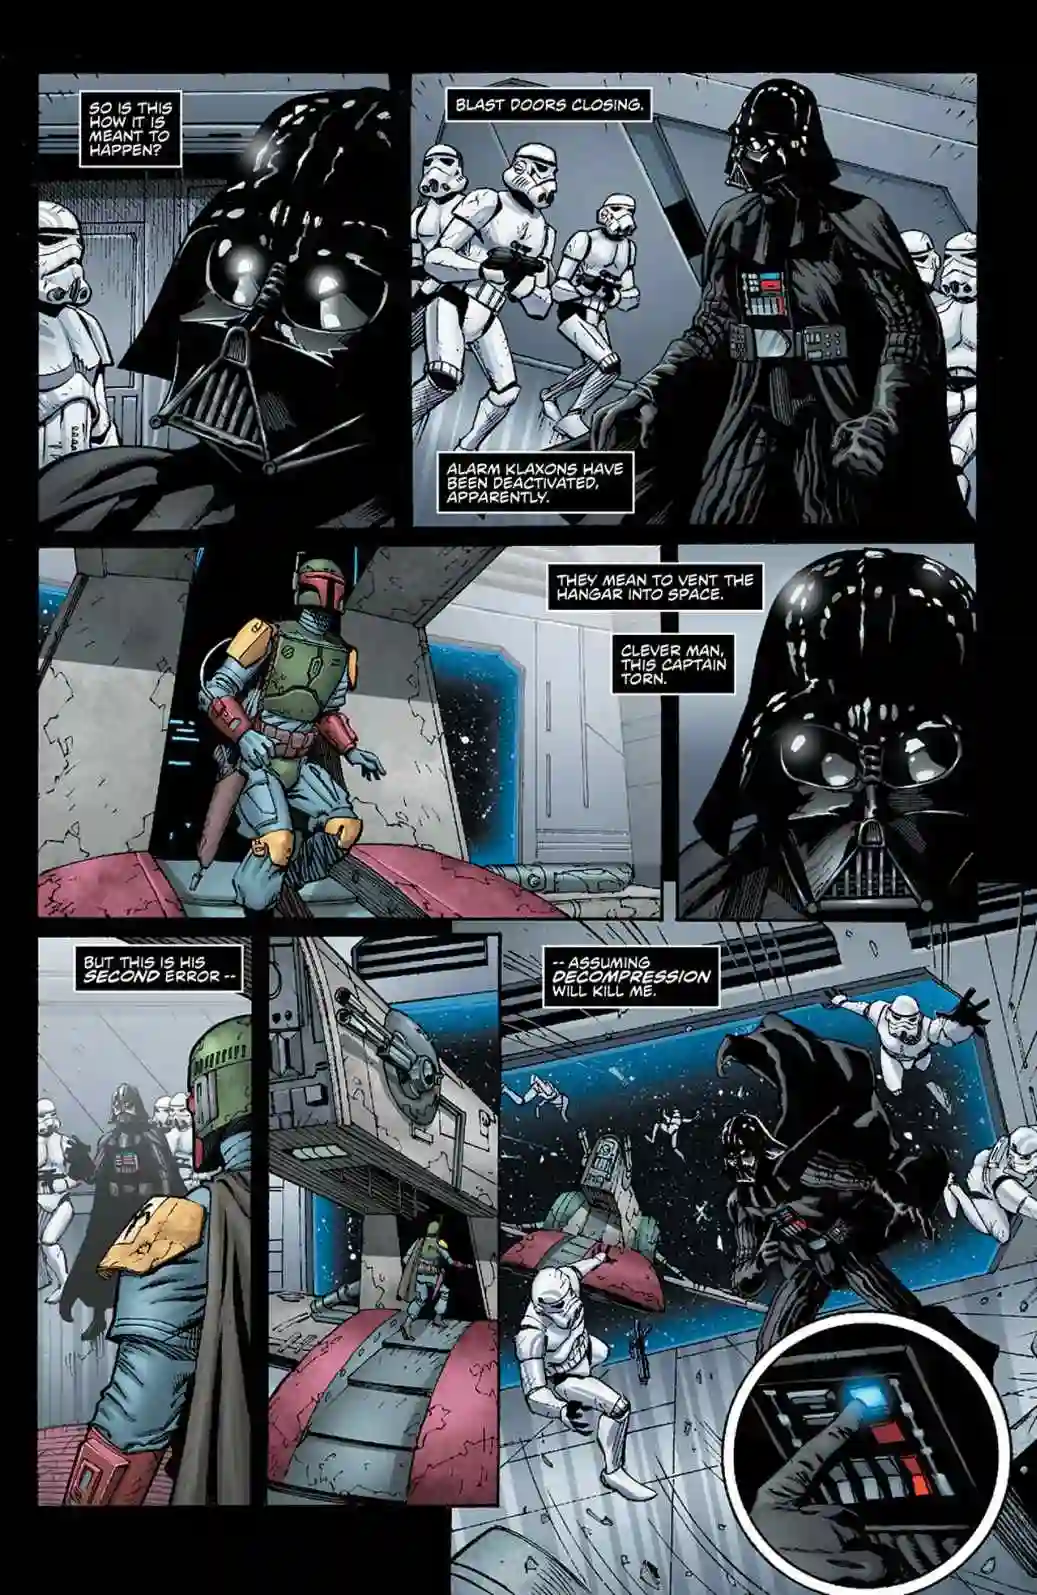 SO IS THIS
HOW IT IS
MEANT TO
HAPPEN?
BLAST DOORS CLOSING.
ALARM KLAXONS HAVE
BEEN DEACTIVATED,
APPARENTLY.
THEY MEAN TO VENT THE
HANGAR INTO SPACE.
CLEVER MAN,
THIS CAPTAIN
TORN.
BUT THIS IS HIS
SECOND ERROR --
-- ASSUMING
DECOMPRESSION
WILL KILL ME.